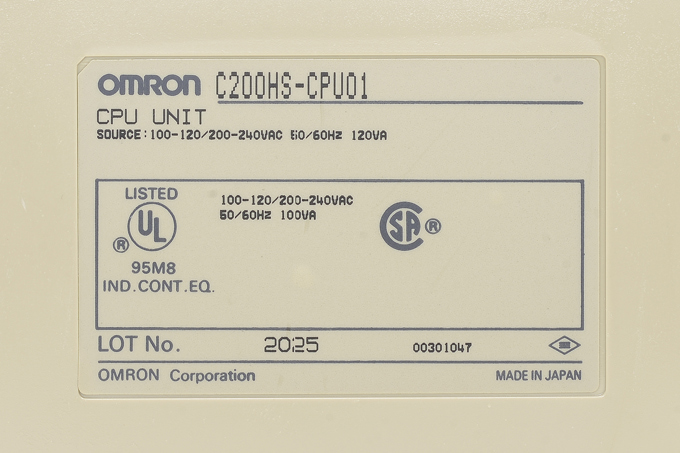 OMRON C200HS-CPU01
CPU UNIT
SOURCE:100-120/200-240VAC 50/60Hz 120VA
LISTED
UL
®
95M8
IND.CONT.EQ.
100-120/200-240VAC
50/60Hz 100VA
CSA®
LOT No. 2025 00301047
OMRON Corporation MADE IN JAPAN